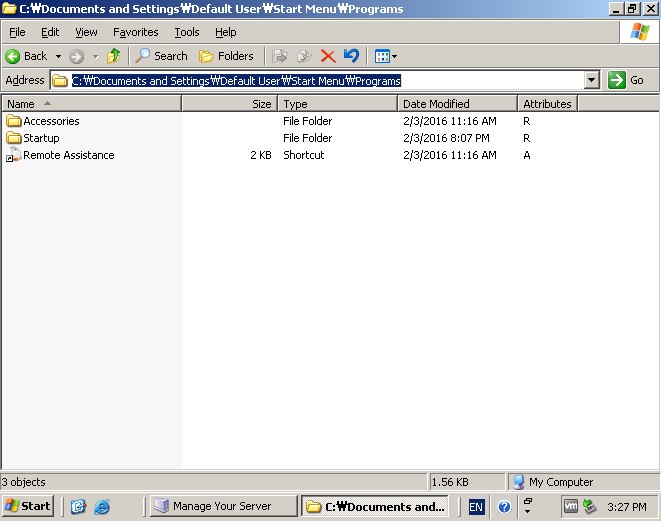 C:₩Documents and Settings₩Default User₩Start Menu₩Programs
File Edit View Favorites Tools Help
Back Search Folders
Address C:₩Documents and Settings₩Default User₩Start Menu₩Programs Go
Name Size Type Date Modified Attributes
Accessories File Folder 2/3/2016 11:16 AM R
Startup File Folder 2/3/2016 8:07 PM R
Remote Assistance 2 KB Shortcut 2/3/2016 11:16 AM A
3 objects 1.56 KB My Computer
Start Manage Your Server C:₩Documents and... EN vm 3:27 PM